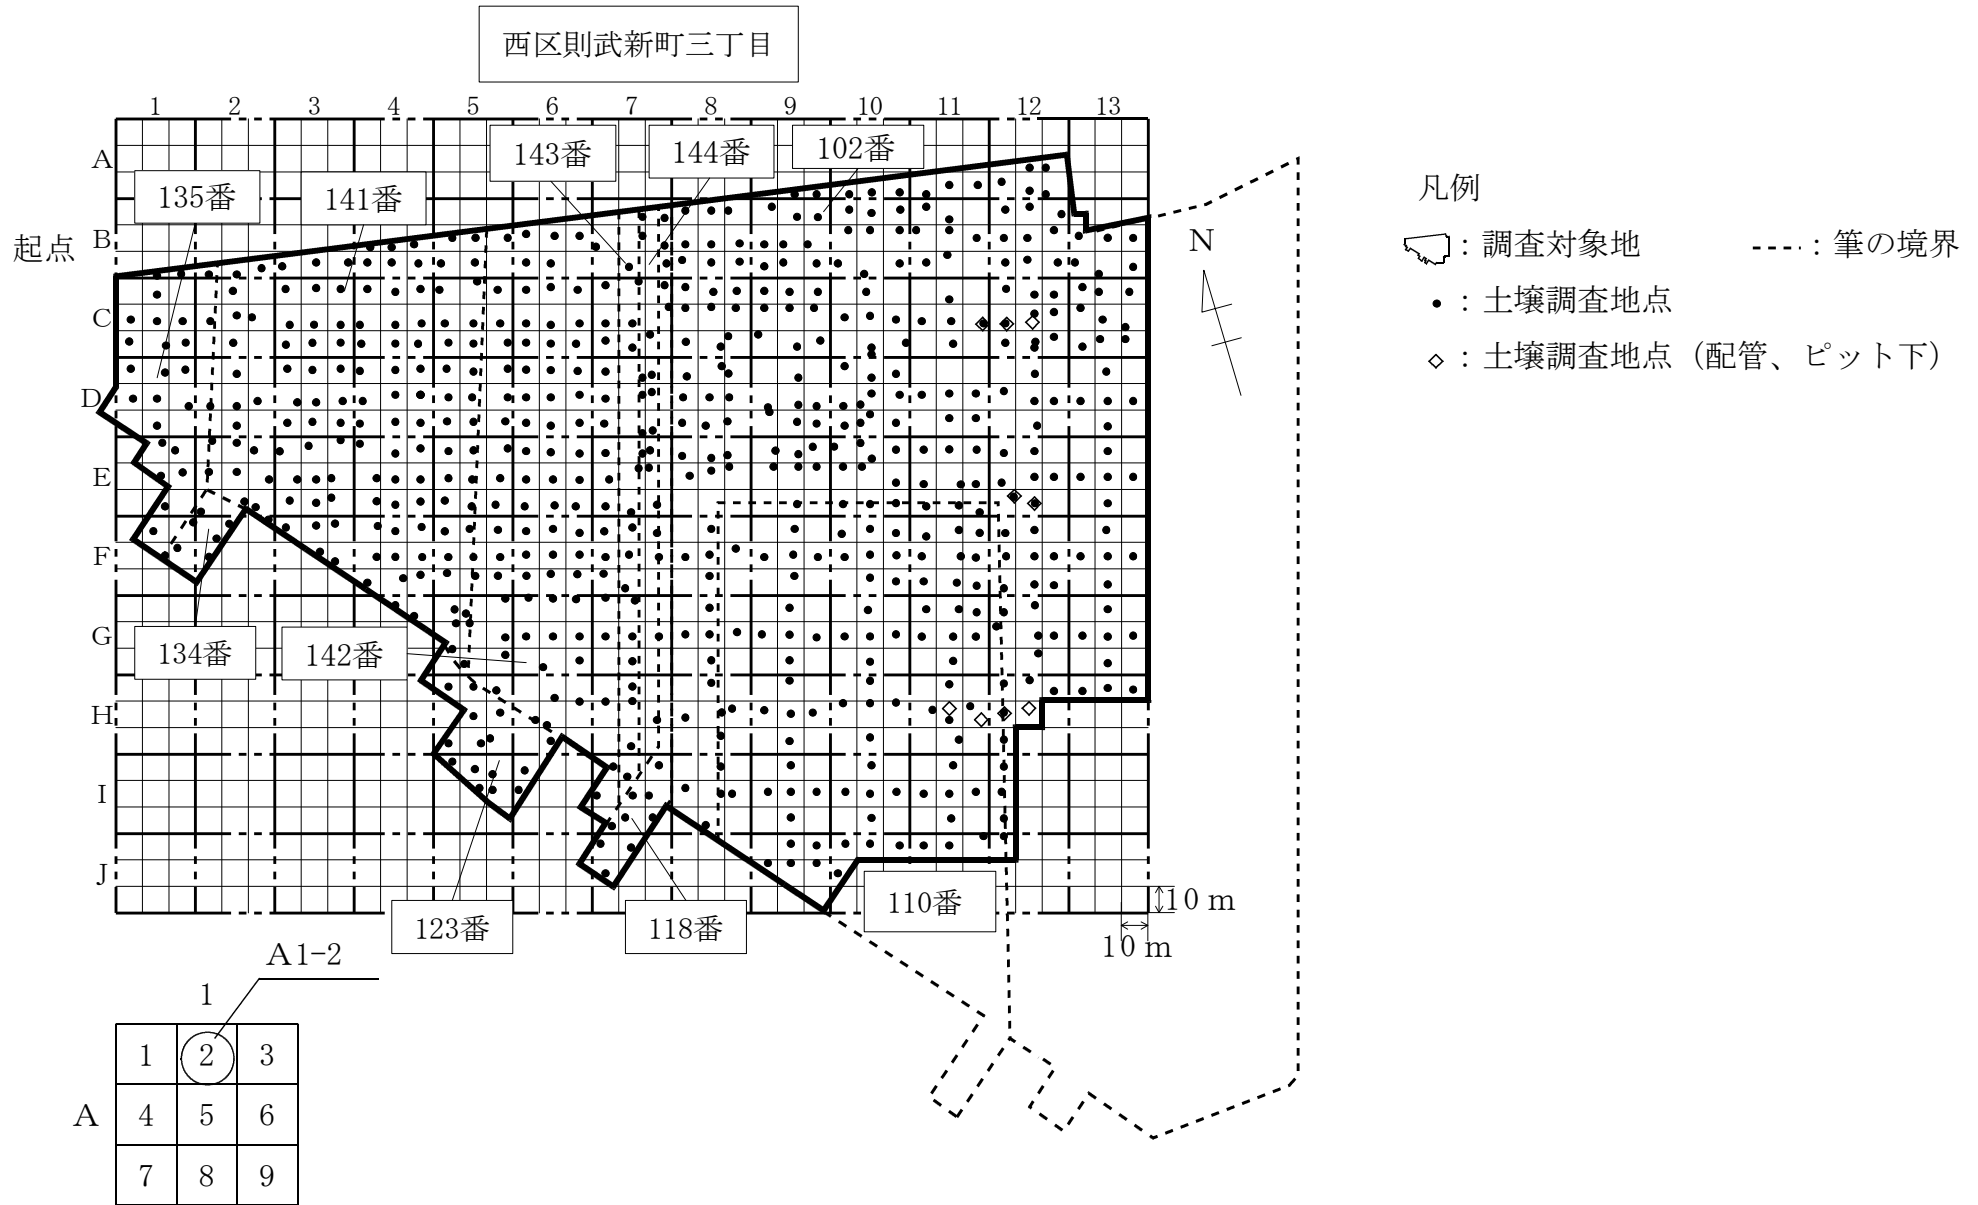 西区則武新町三丁目
1 2 3 4 5 6 7 8 9 10 11 12 13
A
B
C
D
E
F
G
H
I
J
起点
135番
141番
143番
144番
102番
134番
142番
123番
118番
110番
N
凡例
：調査対象地
：筆の境界
：土壌調査地点
：土壌調査地点（配管、ピット下）
10 m
10 m
A1-2
1
A
1 2 3
4 5 6
7 8 9